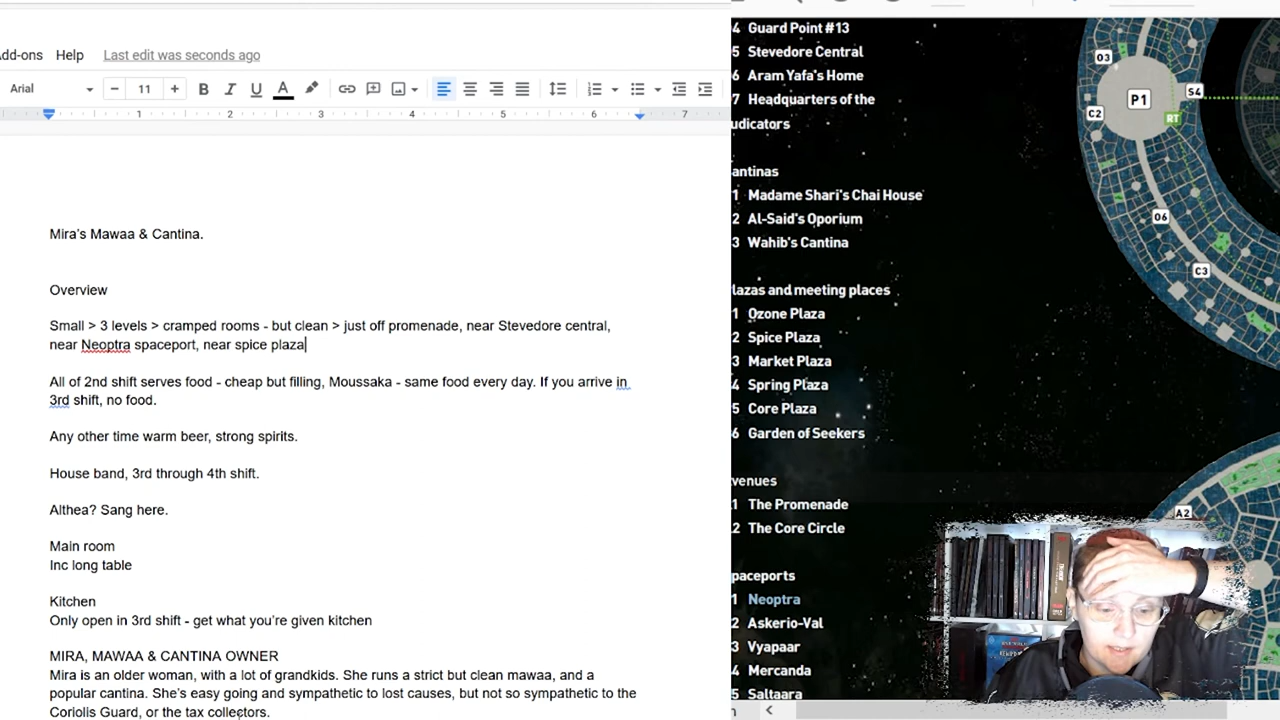 Add-ons Help Last edit was seconds ago
Arial 11 B I U A
1 2 3 4 5 6 7
Mira's Mawaa & Cantina.
Overview
Small > 3 levels > cramped rooms - but clean > just off promenade, near Stevedore central,
near Neoptra spaceport, near spice plaza
All of 2nd shift serves food - cheap but filling, Moussaka - same food every day. If you arrive in
3rd shift, no food.
Any other time warm beer, strong spirits.
House band, 3rd through 4th shift.
Althea? Sang here.
Main room
Inc long table
Kitchen
Only open in 3rd shift - get what you're given kitchen
MIRA, MAWAA & CANTINA OWNER
Mira is an older woman, with a lot of grandkids. She runs a strict but clean mawaa, and a
popular cantina. She's easy going and sympathetic to lost causes, but not so sympathetic to the
Coriolis Guard, or the tax collectors.
4 Guard Point #13
5 Stevedore Central
6 Aram Yafa's Home
7 Headquarters of the
udicators
antinas
1 Madame Shari's Chai House
2 Al-Said's Oporium
3 Wahib's Cantina
lazas and meeting places
1 Ozone Plaza
2 Spice Plaza
3 Market Plaza
4 Spring Plaza
5 Core Plaza
6 Garden of Seekers
venues
1 The Promenade
2 The Core Circle
paceports
1 Neoptra
2 Askerio-Val
3 Vyapaar
4 Mercanda
5 Saltaara
O3
P1
S4
C2
RT
O6
C3
A2